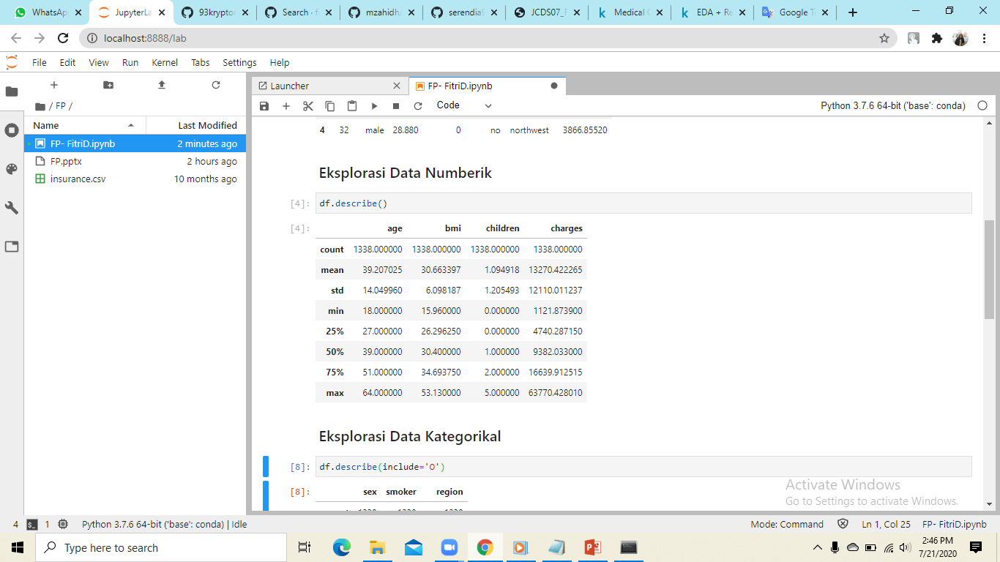 WhatsApp
JupyterLa
93krypto
Search · f
mzahidh/
serendia
JCDS07_F
Medical
EDA + Re
Google T
localhost:8888/lab
File Edit View Run Kernel Tabs Settings Help
Launcher
FP- FitriD.ipynb
/ FP /
Code
Python 3.7.6 64-bit ('base': conda)
Name Last Modified
FP- FitriD.ipynb 2 minutes ago
FP.pptx 2 hours ago
insurance.csv 10 months ago
4 32 male 28.880 0 no northwest 3866.85520
Eksplorasi Data Numberik
[4]: df.describe()
[4]: age bmi children charges
count 1338.000000 1338.000000 1338.000000 1338.000000
mean 39.207025 30.663397 1.094918 13270.422265
std 14.049960 6.098187 1.205493 12110.011237
min 18.000000 15.960000 0.000000 1121.873900
25% 27.000000 26.296250 0.000000 4740.287150
50% 39.000000 30.400000 1.000000 9382.033000
75% 51.000000 34.693750 2.000000 16639.912515
max 64.000000 53.130000 5.000000 63770.428010
Eksplorasi Data Kategorikal
[8]: df.describe(include='O')
[8]: sex smoker region
Activate Windows
Go to Settings to activate Windows.
4 1 Python 3.7.6 64-bit ('base': conda) | Idle
Mode: Command Ln 1, Col 25 FP- FitriD.ipynb
Type here to search
2:46 PM
7/21/2020